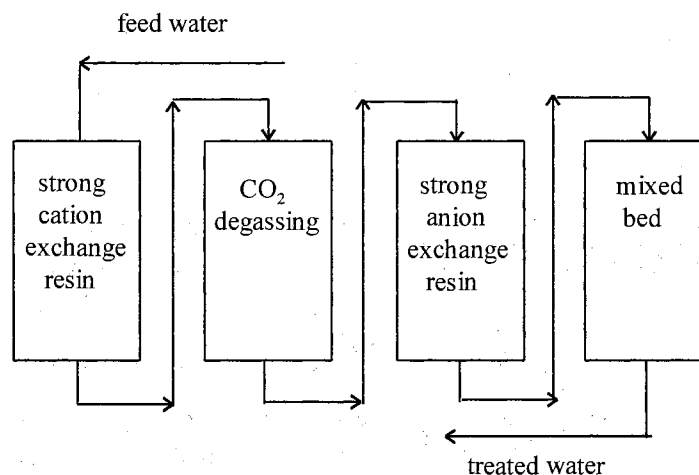 feed water
strong
cation
exchange
resin
CO₂
degassing
strong
anion
exchange
resin
mixed
bed
treated water